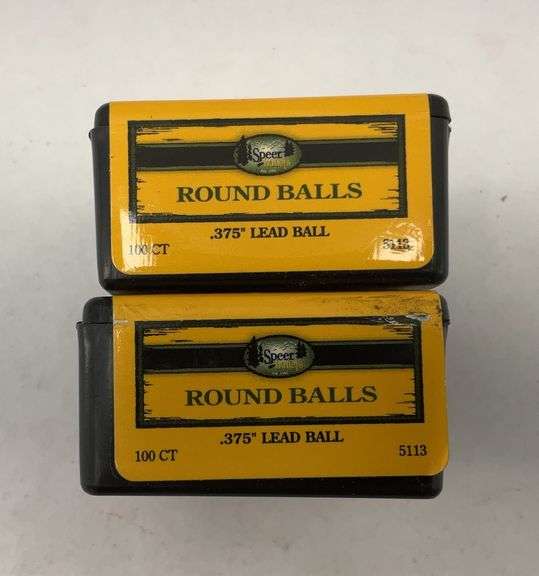 Speer
ROUND BALLS
.375" LEAD BALL
100 CT
Speer
ROUND BALLS
.375" LEAD BALL
100 CT 5113